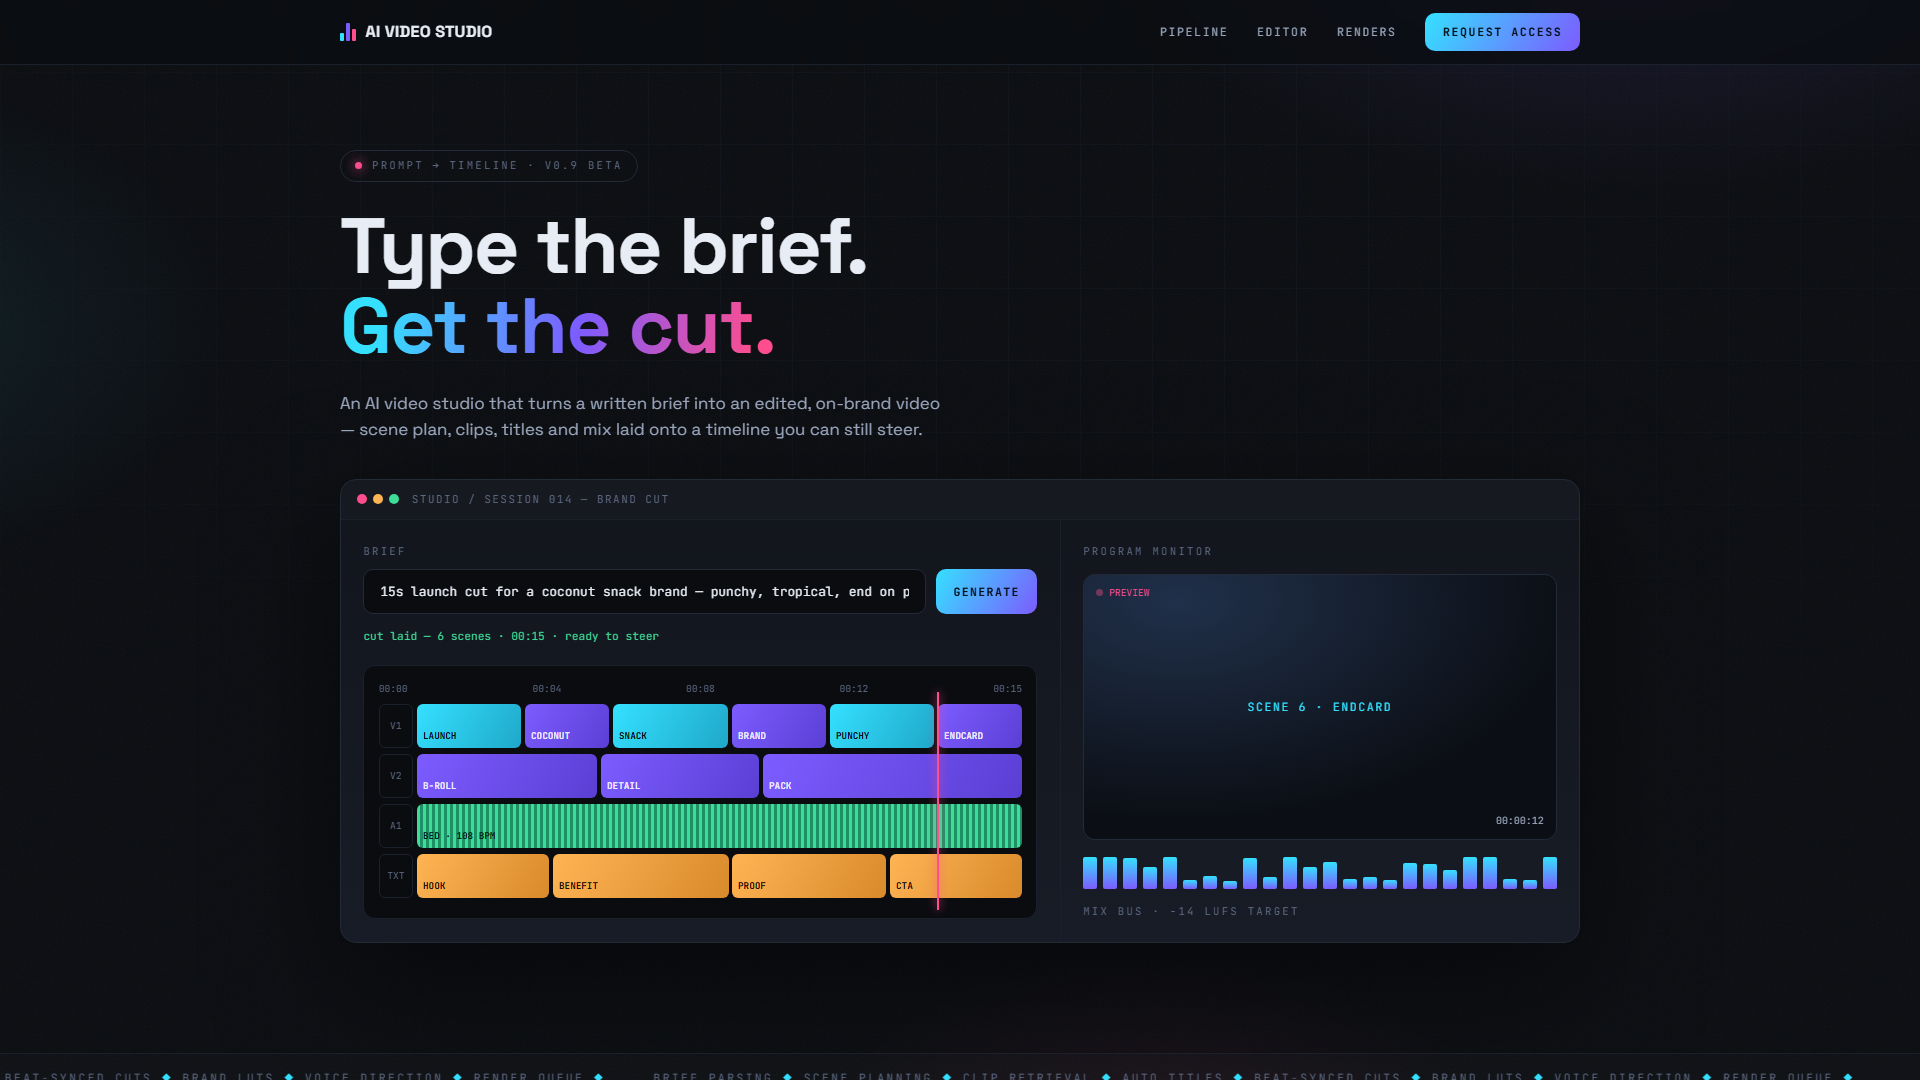 AI VIDEO STUDIO
PIPELINE EDITOR RENDERS REQUEST ACCESS
PROMPT → TIMELINE · V0.9 BETA
Type the brief.
Get the cut.
An AI video studio that turns a written brief into an edited, on-brand video
— scene plan, clips, titles and mix laid onto a timeline you can still steer.
STUDIO / SESSION 014 — BRAND CUT
BRIEF
15s launch cut for a coconut snack brand — punchy, tropical, end on p
GENERATE
cut laid — 6 scenes · 00:15 · ready to steer
00:00 00:04 00:08 00:12 00:15
V1 LAUNCH COCONUT SNACK BRAND PUNCHY ENDCARD
V2 B-ROLL DETAIL PACK
A1 BED · 108 BPM
TXT HOOK BENEFIT PROOF CTA
PROGRAM MONITOR
PREVIEW
SCENE 6 · ENDCARD
00:00:12
MIX BUS · -14 LUFS TARGET
BEAT-SYNCED CUTS ◆ BRAND LUTS ◆ VOICE DIRECTION ◆ RENDER QUEUE ◆ BRIEF PARSING ◆ SCENE PLANNING ◆ CLIP RETRIEVAL ◆ AUTO TITLES ◆ BEAT-SYNCED CUTS ◆ BRAND LUTS ◆ VOICE DIRECTION ◆ RENDER QUEUE ◆